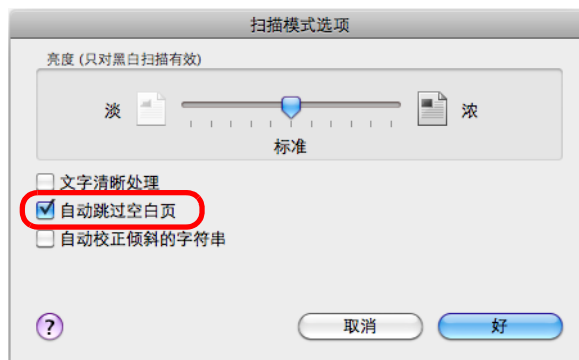 扫描模式选项
亮度 (只对黑白扫描有效)
淡 浓
标准
文字清晰处理
自动跳过空白页
自动校正倾斜的字符串
? 取消 好